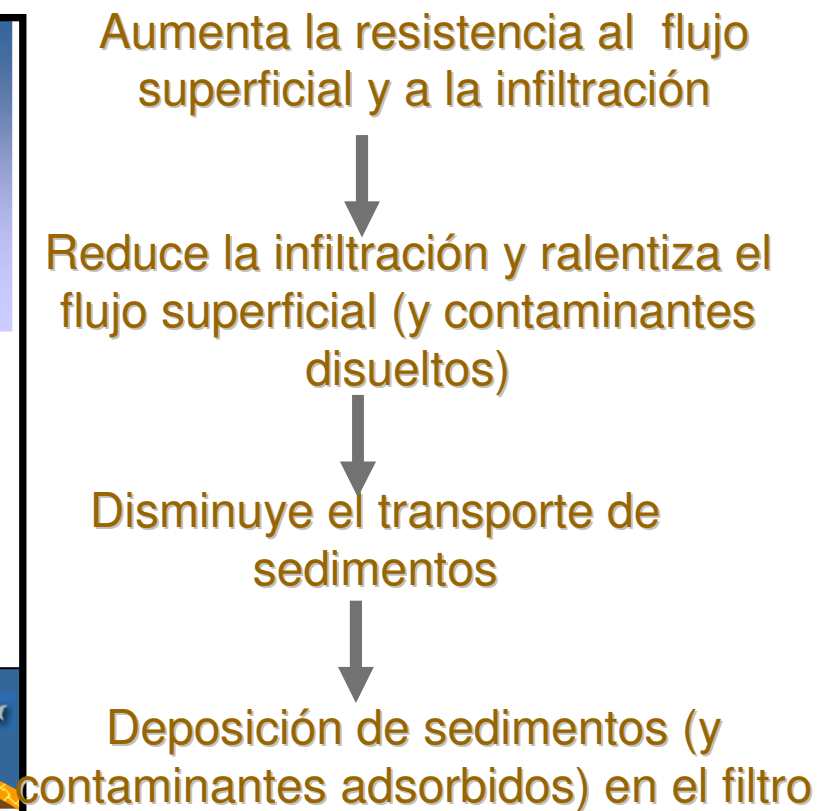 Aumenta la resistencia al flujo
superficial y a la infiltración
Reduce la infiltración y ralentiza el
flujo superficial (y contaminantes
disueltos)
Disminuye el transporte de
sedimentos
Deposición de sedimentos (y
contaminantes adsorbidos) en el filtro